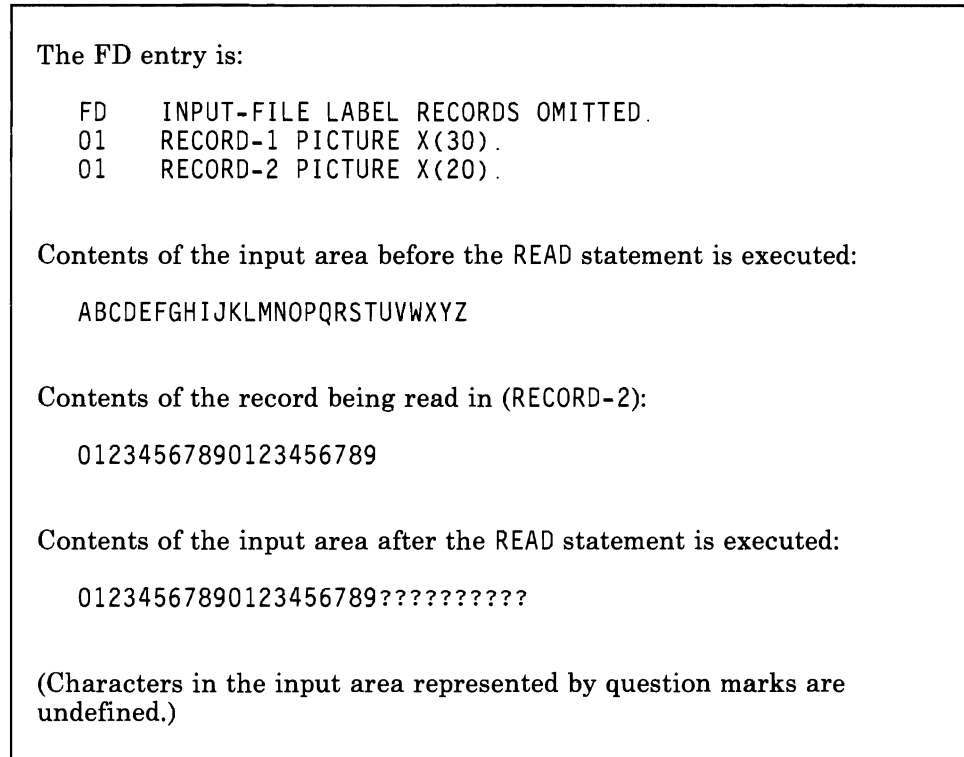 The FD entry is:
FD INPUT-FILE LABEL RECORDS OMITTED.
01 RECORD-1 PICTURE X(30).
01 RECORD-2 PICTURE X(20).
Contents of the input area before the READ statement is executed:
ABCDEFGHIJKLMNOPQRSTUVWXYZ
Contents of the record being read in (RECORD-2):
01234567890123456789
Contents of the input area after the READ statement is executed:
01234567890123456789??????????
(Characters in the input area represented by question marks are
undefined.)